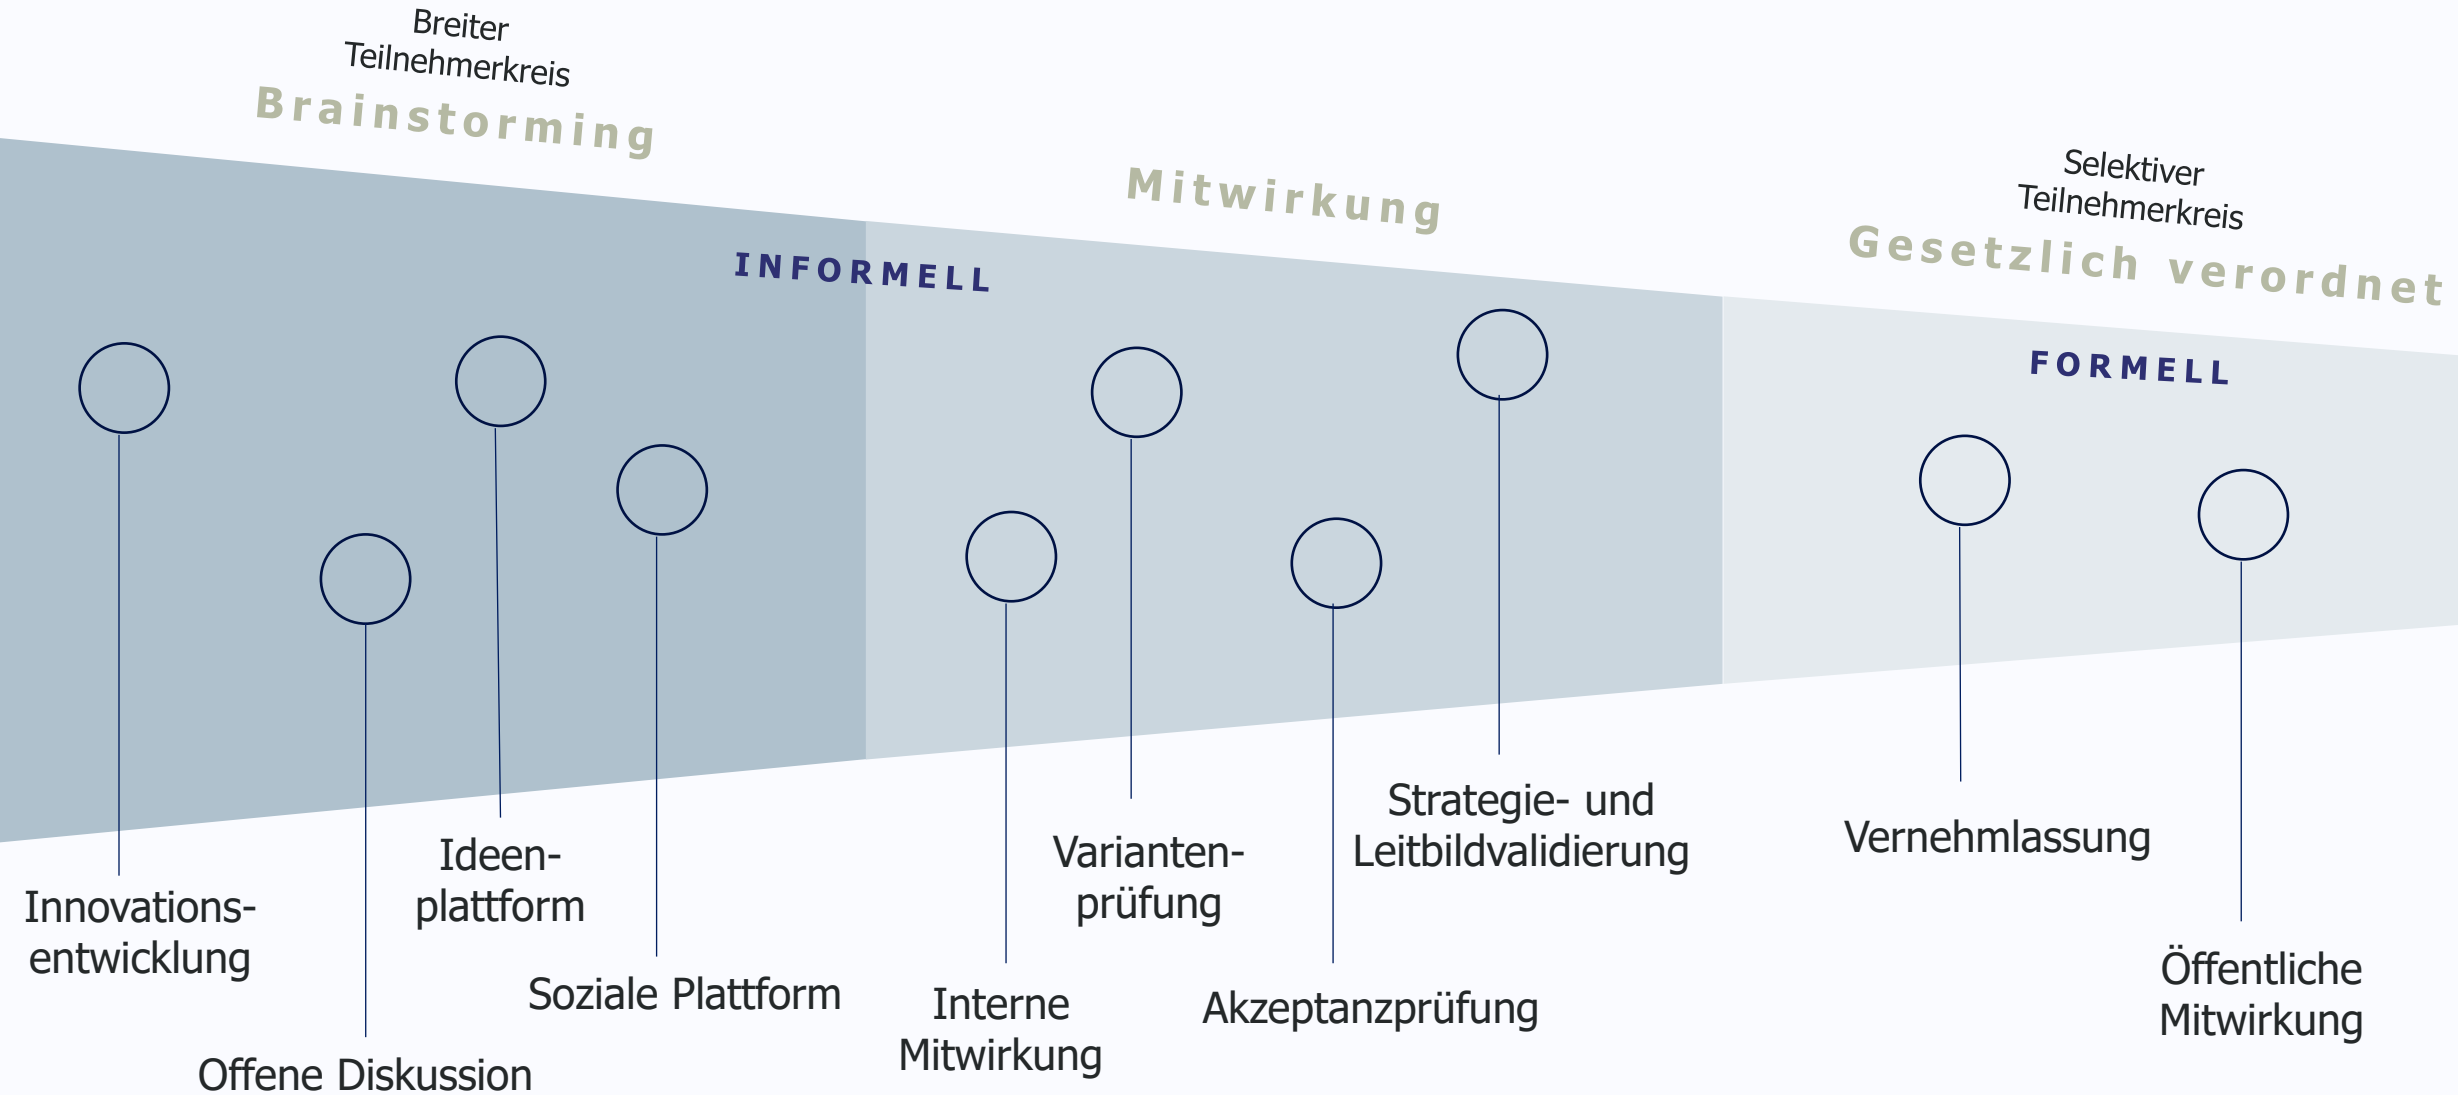 Breiter
Teilnehmerkreis
Brainstorming
Mitwirkung
Selektiver
Teilnehmerkreis
Gesetzlich verordnet
INFORMELL
FORMELL
Innovations-
entwicklung
Offene Diskussion
Ideen-
plattform
Soziale Plattform
Interne
Mitwirkung
Varianten-
prüfung
Akzeptanzprüfung
Strategie- und
Leitbildvalidierung
Vernehmlassung
Öffentliche
Mitwirkung